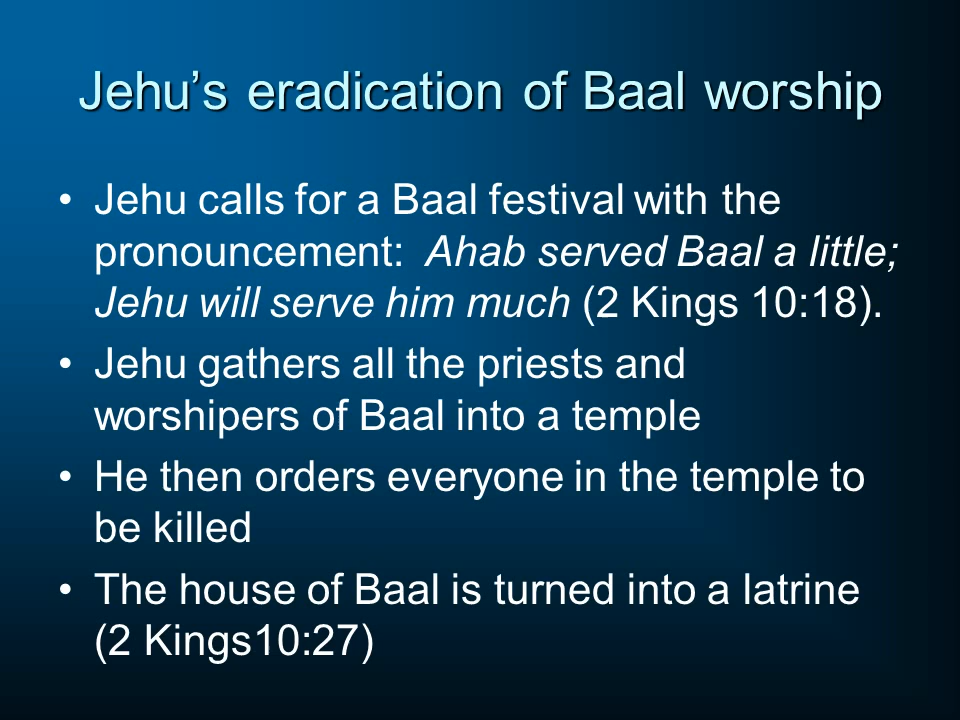 Jehu’s eradication of Baal worship
• Jehu calls for a Baal festival with the
pronouncement:  Ahab served Baal a little;
Jehu will serve him much (2 Kings 10:18).
• Jehu gathers all the priests and
worshipers of Baal into a temple
• He then orders everyone in the temple to
be killed
• The house of Baal is turned into a latrine
(2 Kings10:27)